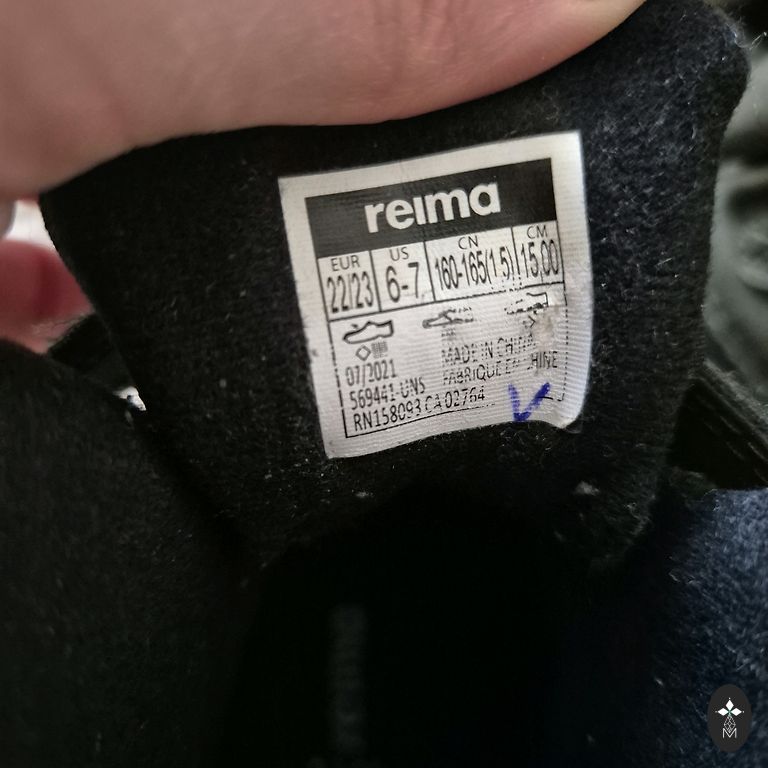 reima
EUR US CN CM
22/23 6-7 160-165(1.5) 15,00
07/2021 MADE IN CHINA
569441-UNS FABRIQUE EN CHINE
RN158093 CA 02764
M